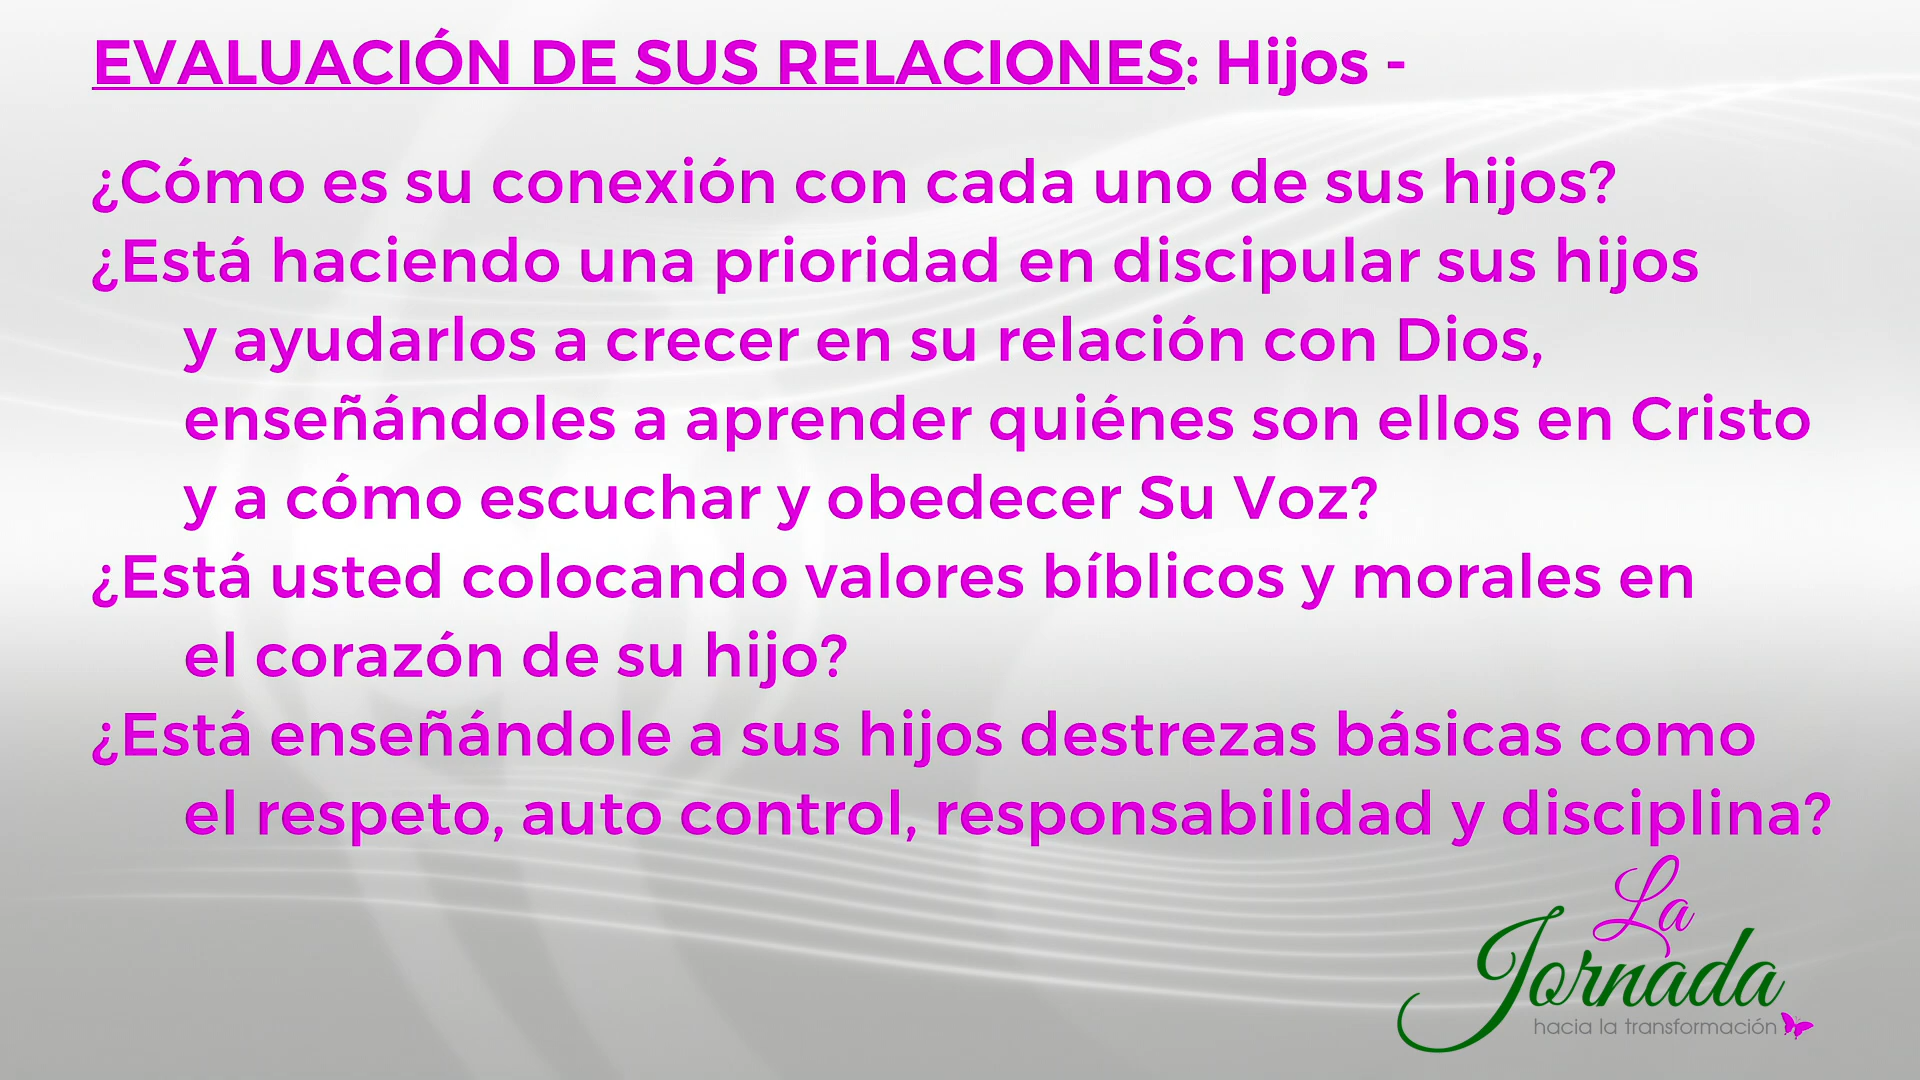 EVALUACIÓN DE SUS RELACIONES: Hijos -
¿Cómo es su conexión con cada uno de sus hijos?
¿Está haciendo una prioridad en discipular sus hijos
y ayudarlos a crecer en su relación con Dios,
enseñándoles a aprender quiénes son ellos en Cristo
y a cómo escuchar y obedecer Su Voz?
¿Está usted colocando valores bíblicos y morales en
el corazón de su hijo?
¿Está enseñándole a sus hijos destrezas básicas como
el respeto, auto control, responsabilidad y disciplina?
La
Jornada
hacia la transformación